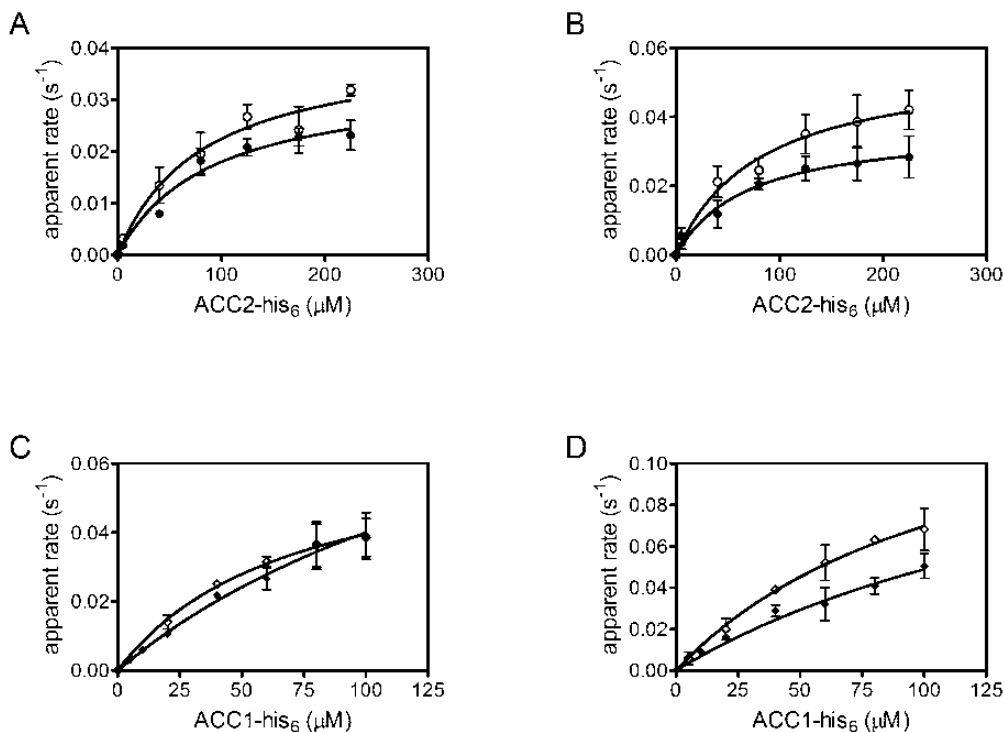 A
apparent rate (s⁻¹)
0.04
0.03
0.02
0.01
0.00
0 100 200 300
ACC2-his₆ (μM)
B
apparent rate (s⁻¹)
0.06
0.04
0.02
0.00
0 100 200 300
ACC2-his₆ (μM)
C
apparent rate (s⁻¹)
0.06
0.04
0.02
0.00
0 25 50 75 100 125
ACC1-his₆ (μM)
D
apparent rate (s⁻¹)
0.10
0.08
0.06
0.04
0.02
0.00
0 25 50 75 100 125
ACC1-his₆ (μM)